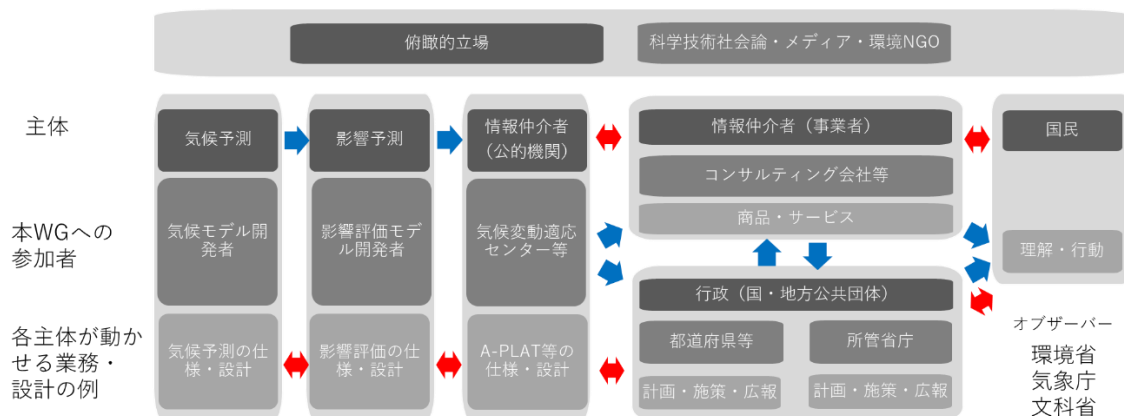 俯瞰的立場
科学技術社会論・メディア・環境NGO
主体
気候予測
影響予測
情報仲介者
(公的機関)
情報仲介者（事業者）
国民
コンサルティング会社等
商品・サービス
本WGへの
参加者
気候モデル開
発者
影響評価モデ
ル開発者
気候変動適応
センター等
理解・行動
行政（国・地方公共団体）
各主体が動か
せる業務・
設計の例
気候予測の仕
様・設計
影響評価の仕
様・設計
A-PLAT等の
仕様・設計
都道府県等
所管省庁
計画・施策・広報
計画・施策・広報
オブザーバー
環境省
気象庁
文科省